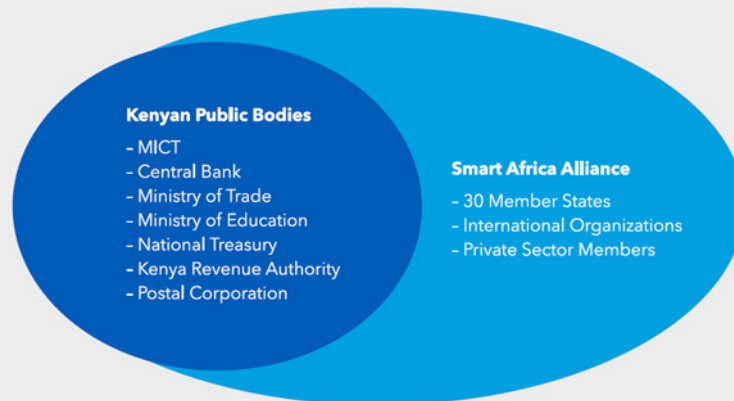 Kenyan Public Bodies
– MICT
– Central Bank
– Ministry of Trade
– Ministry of Education
– National Treasury
– Kenya Revenue Authority
– Postal Corporation
Smart Africa Alliance
– 30 Member States
– International Organizations
– Private Sector Members